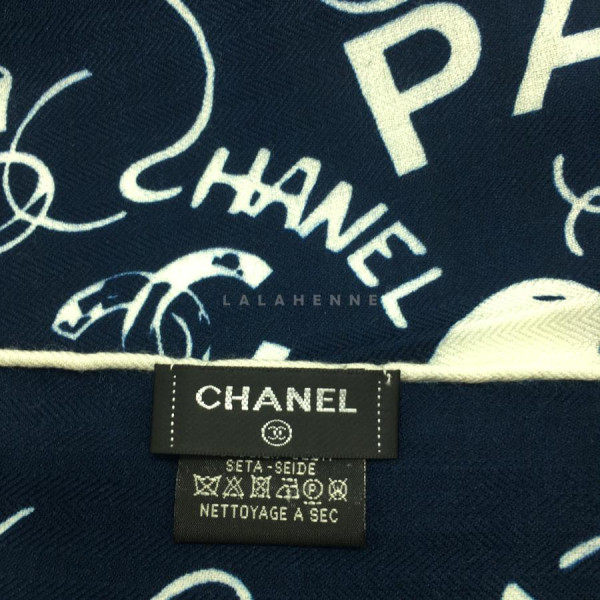 PA
CHANEL
LALAHENNE
CHANEL
SETA-SEIDE
NETTOYAGE A SEC